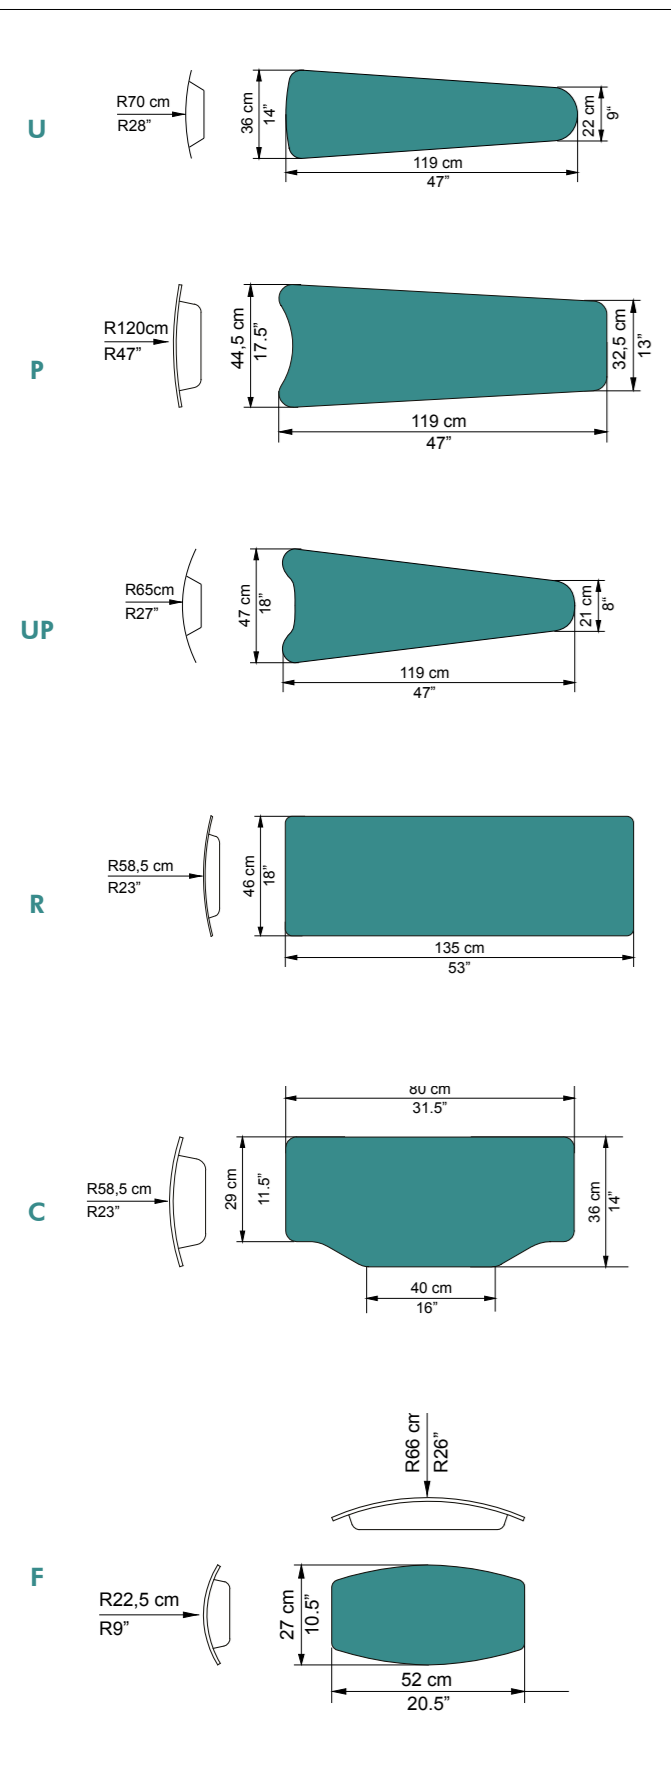 U
R70 cm
R28”
36 cm
14”
22 cm
9“
119 cm
47”
P
R120cm
R47”
44,5 cm
17.5”
32,5 cm
13”
119 cm
47”
UP
R65cm
R27”
47 cm
18”
21 cm
8“
119 cm
47”
R
R58,5 cm
R23”
46 cm
18”
135 cm
53”
C
80 cm
31.5”
R58,5 cm
R23”
29 cm
11.5”
36 cm
14”
40 cm
16”
F
R66 cm
R26”
R22,5 cm
R9”
27 cm
10.5”
52 cm
20.5”